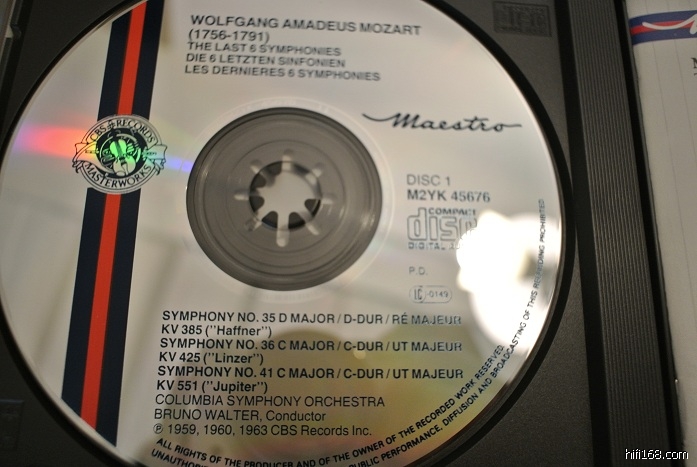 WOLFGANG AMADEUS MOZART
(1756-1791)
THE LAST 6 SYMPHONIES
DIE 6 LETZTEN SINFONIEN
LES DERNIERES 6 SYMPHONIES
Maestro
CBS RECORDS
MASTERWORKS
DISC 1
M2YK 45676
COMPACT
disc
DIGITAL
P.D.
LC 0149
SYMPHONY NO. 35 D MAJOR / D-DUR / RÉ MAJEUR
KV 385 ("Haffner")
SYMPHONY NO. 36 C MAJOR / C-DUR / UT MAJEUR
KV 425 ("Linzer")
SYMPHONY NO. 41 C MAJOR / C-DUR / UT MAJEUR
KV 551 ("Jupiter")
COLUMBIA SYMPHONY ORCHESTRA
BRUNO WALTER, Conductor
℗ 1959, 1960, 1963 CBS Records Inc.
ALL RIGHTS OF THE PRODUCER AND OF THE OWNER OF THE RECORDED WORK RESERVED.
PUBLIC PERFORMANCE, DIFFUSION AND BROADCASTING OF THIS RECORDING PROHIBITED
hifi168.com